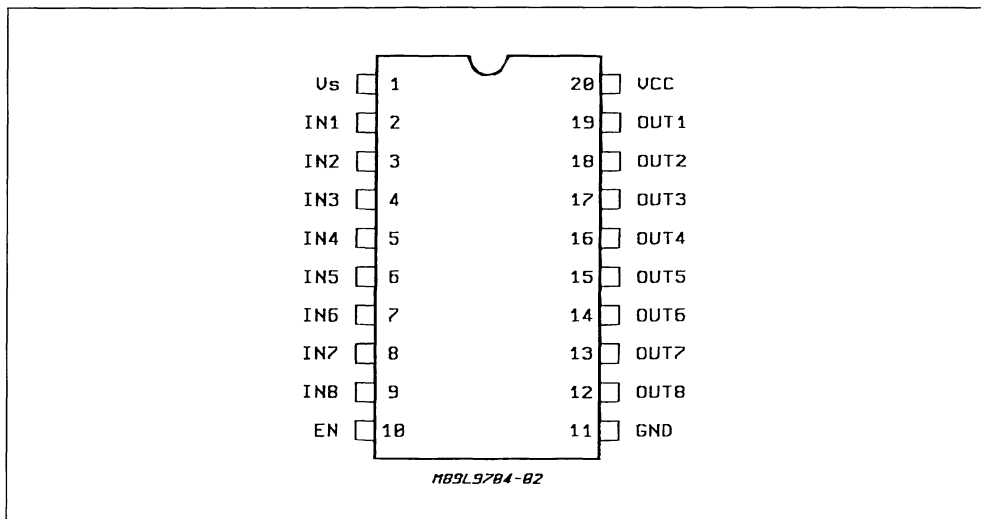 Vs 1 20 VCC
IN1 2 19 OUT1
IN2 3 18 OUT2
IN3 4 17 OUT3
IN4 5 16 OUT4
IN5 6 15 OUT5
IN6 7 14 OUT6
IN7 8 13 OUT7
IN8 9 12 OUT8
EN 10 11 GND
M89L9784-02